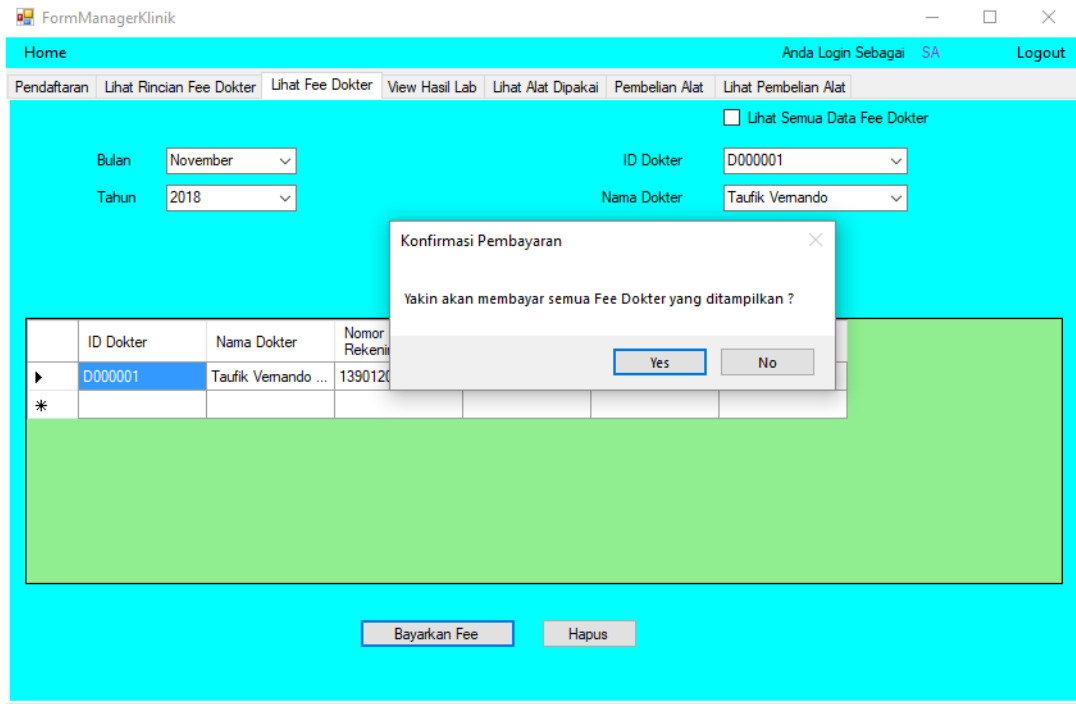 FormManagerKlinik
Home Anda Login Sebagai SA Logout
Pendaftaran Lihat Rincian Fee Dokter Lihat Fee Dokter View Hasil Lab Lihat Alat Dipakai Pembelian Alat Lihat Pembelian Alat
Lihat Semua Data Fee Dokter
Bulan November ID Dokter D000001
Tahun 2018 Nama Dokter Taufik Vernando
Konfirmasi Pembayaran
Yakin akan membayar semua Fee Dokter yang ditampilkan ?
Yes No
ID Dokter Nama Dokter Nomor
D000001 Taufik Vernando ...
Bayarkan Fee Hapus